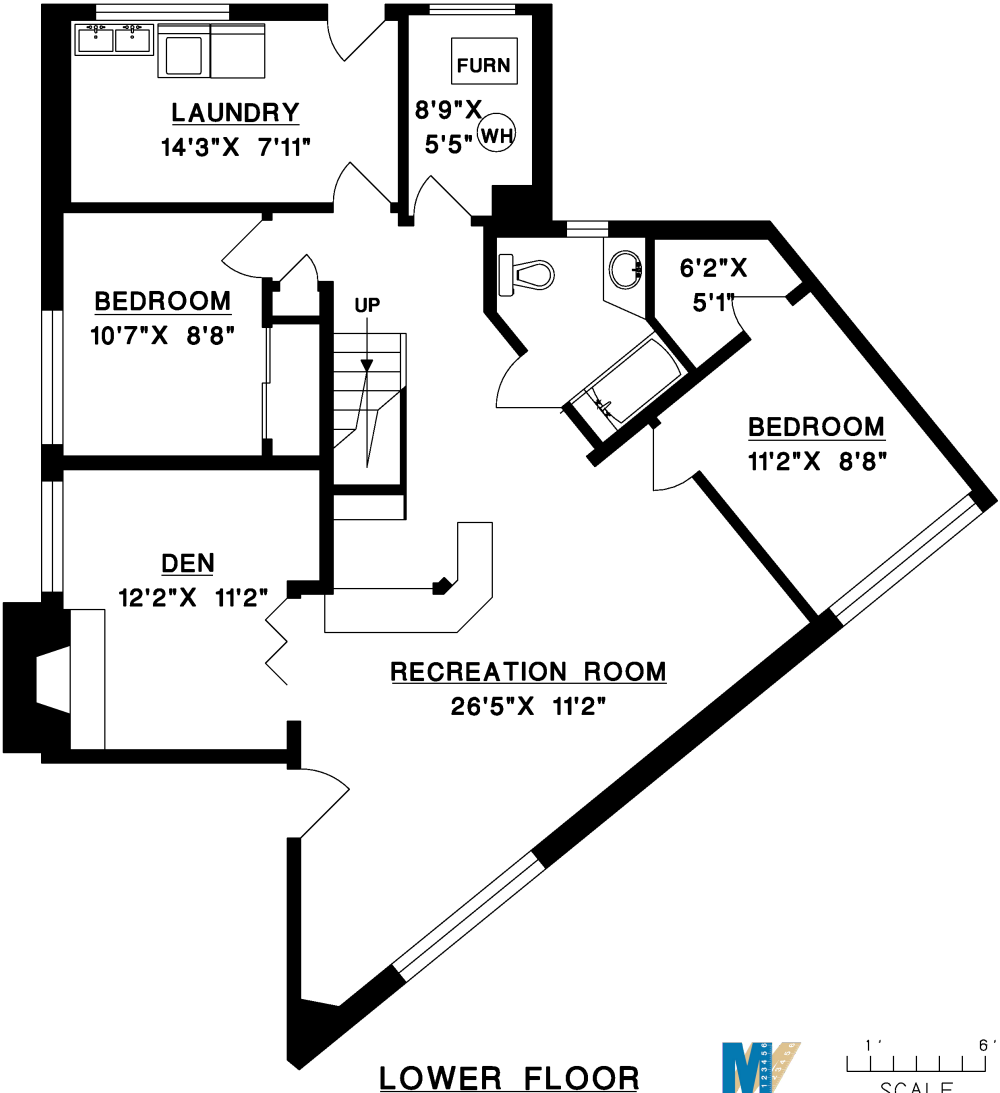 FURN
8'9"X
5'5"
WH
LAUNDRY
14'3"X 7'11"
6'2"X
5'1"
BEDROOM
10'7"X 8'8"
UP
BEDROOM
11'2"X 8'8"
DEN
12'2"X 11'2"
RECREATION ROOM
26'5"X 11'2"
LOWER FLOOR
M
123456
123456
1' 6'
SCALE